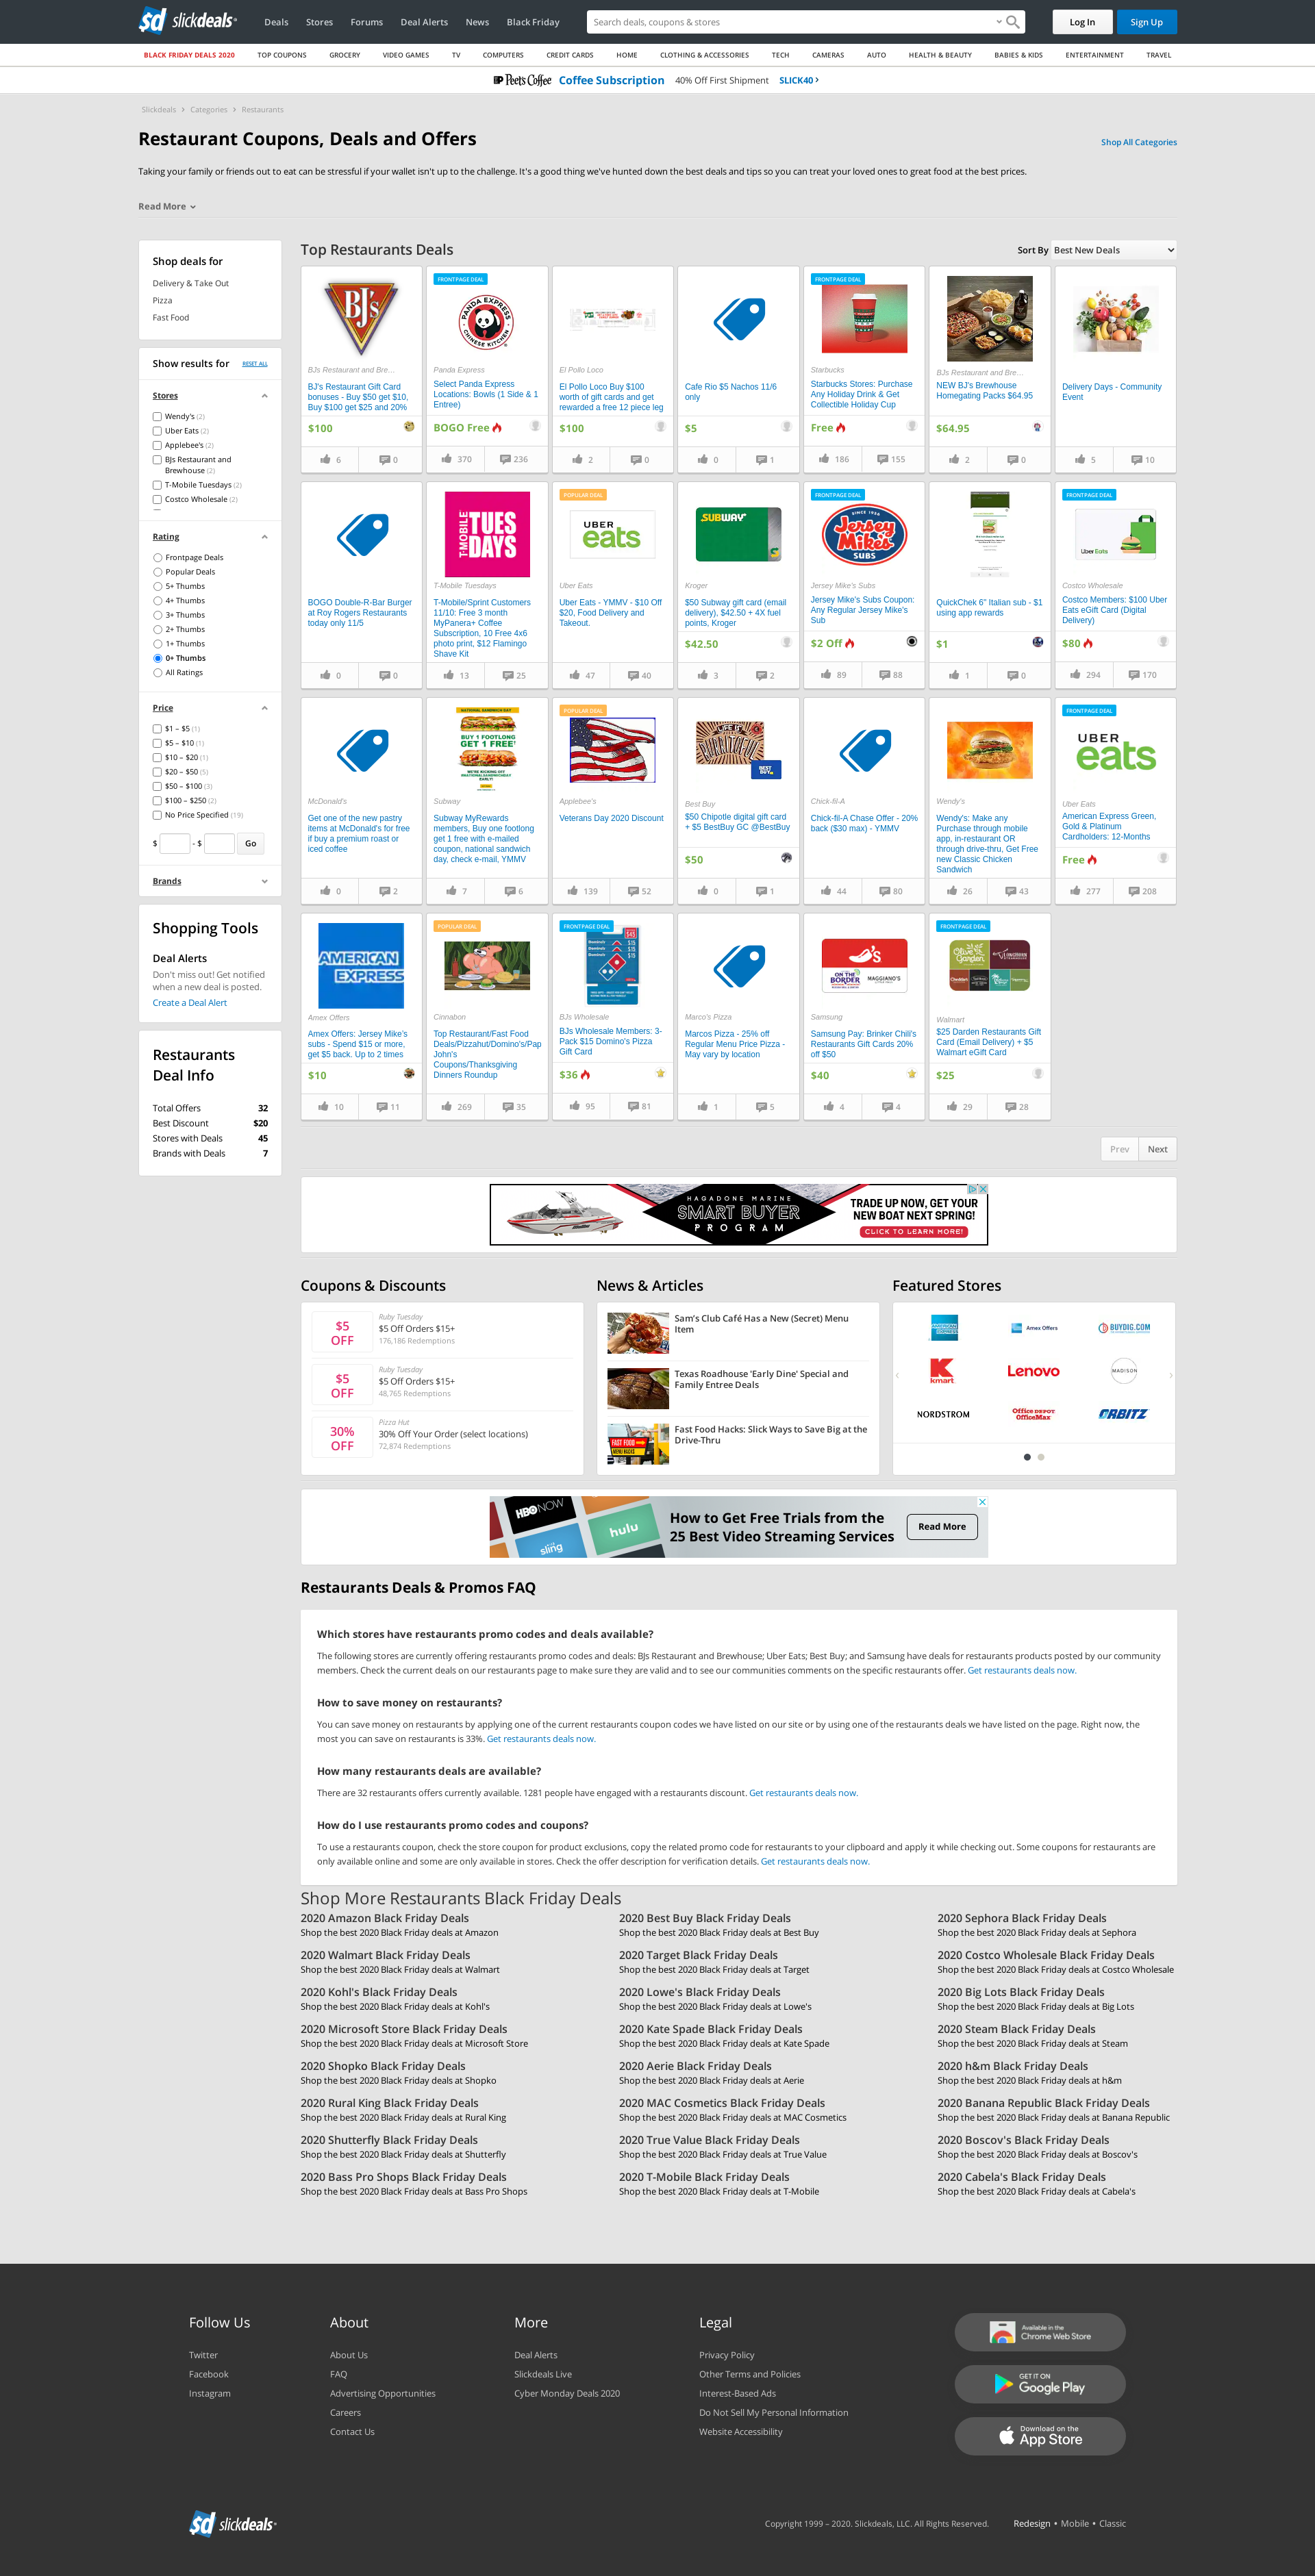 slickdeals
Deals Stores Forums Deal Alerts News Black Friday
Search deals, coupons & stores
Log In
Sign Up
BLACK FRIDAY DEALS 2020 TOP COUPONS GROCERY VIDEO GAMES TV COMPUTERS CREDIT CARDS HOME CLOTHING & ACCESSORIES TECH CAMERAS AUTO HEALTH & BEAUTY BABIES & KIDS ENTERTAINMENT TRAVEL
Peet's Coffee Coffee Subscription 40% Off First Shipment SLICK40
Slickdeals > Categories > Restaurants
Restaurant Coupons, Deals and Offers
Shop All Categories
Taking your family or friends out to eat can be stressful if your wallet isn't up to the challenge. It's a good thing we've hunted down the best deals and tips so you can treat your loved ones to great food at the best prices.
Read More
Shop deals for
Delivery & Take Out
Pizza
Fast Food
Show results for RESET ALL
Stores
Wendy's (2)
Uber Eats (2)
Applebee's (2)
BJs Restaurant and
Brewhouse (2)
T-Mobile Tuesdays (2)
Costco Wholesale (2)
Rating
Frontpage Deals
Popular Deals
5+ Thumbs
4+ Thumbs
3+ Thumbs
2+ Thumbs
1+ Thumbs
0+ Thumbs
All Ratings
Price
$1 – $5 (1)
$5 – $10 (1)
$10 – $20 (1)
$20 – $50 (5)
$50 – $100 (3)
$100 – $250 (2)
No Price Specified (19)
$ - $ Go
Brands
Shopping Tools
Deal Alerts
Don't miss out! Get notified
when a new deal is posted.
Create a Deal Alert
Restaurants
Deal Info
Total Offers 32
Best Discount $20
Stores with Deals 45
Brands with Deals 7
Top Restaurants Deals
Sort By Best New Deals
BJ's
BJs Restaurant and Bre...
BJ's Restaurant Gift Card
bonuses - Buy $50 get $10,
Buy $100 get $25 and 20%
$100
6 0
FRONTPAGE DEAL
PANDA EXPRESS
CHINESE KITCHEN
Panda Express
Select Panda Express
Locations: Bowls (1 Side & 1
Entree)
BOGO Free
370 236
El Pollo Loco
El Pollo Loco Buy $100
worth of gift cards and get
rewarded a free 12 piece leg
$100
2 0
Cafe Rio $5 Nachos 11/6
only
$5
0 1
FRONTPAGE DEAL
Starbucks
Starbucks Stores: Purchase
Any Holiday Drink & Get
Collectible Holiday Cup
Free
186 155
BJs Restaurant and Bre...
NEW BJ's Brewhouse
Homegating Packs $64.95
$64.95
2 0
Delivery Days - Community
Event
5 10
BOGO Double-R-Bar Burger
at Roy Rogers Restaurants
today only 11/5
0 0
T-MOBILE TUESDAYS
T-Mobile Tuesdays
T-Mobile/Sprint Customers
11/10: Free 3 month
MyPanera+ Coffee
Subscription, 10 Free 4x6
photo print, $12 Flamingo
Shave Kit
13 25
POPULAR DEAL
UBER
eats
Uber Eats
Uber Eats - YMMV - $10 Off
$20, Food Delivery and
Takeout.
47 40
SUBWAY
Kroger
$50 Subway gift card (email
delivery), $42.50 + 4X fuel
points, Kroger
$42.50
3 2
FRONTPAGE DEAL
SINCE 1956
Jersey
Mike's
SUBS
Jersey Mike's Subs
Jersey Mike's Subs Coupon:
Any Regular Jersey Mike's
Sub
$2 Off
89 88
QuickChek 6" Italian sub - $1
using app rewards
$1
1 0
FRONTPAGE DEAL
Uber Eats
Costco Wholesale
Costco Members: $100 Uber
Eats eGift Card (Digital
Delivery)
$80
294 170
McDonald's
Get one of the new pastry
items at McDonald's for free
if buy a premium roast or
iced coffee
0 2
NATIONAL SANDWICH DAY
BUY 1 FOOTLONG
GET 1 FREE
Subway
Subway MyRewards
members, Buy one footlong
get 1 free with e-mailed
coupon, national sandwich
day, check e-mail, YMMV
7 6
POPULAR DEAL
Applebee's
Veterans Day 2020 Discount
139 52
BEST BUY
Best Buy
$50 Chipotle digital gift card
+ $5 BestBuy GC @BestBuy
$50
0 1
Chick-fil-A
Chick-fil-A Chase Offer - 20%
back ($30 max) - YMMV
44 80
Wendy's
Wendy's: Make any
Purchase through mobile
app, in-restaurant OR
through drive-thru, Get Free
new Classic Chicken
Sandwich
26 43
FRONTPAGE DEAL
UBER
eats
Uber Eats
American Express Green,
Gold & Platinum
Cardholders: 12-Months
Free
277 208
AMERICAN
EXPRESS
Amex Offers
Amex Offers: Jersey Mike's
subs - Spend $15 or more,
get $5 back. Up to 2 times
$10
10 11
POPULAR DEAL
Cinnabon
Top Restaurant/Fast Food
Deals/Pizzahut/Domino's/Pap
John's
Coupons/Thanksgiving
Dinners Roundup
269 35
FRONTPAGE DEAL
$45
Domino's $15
BJs Wholesale
BJs Wholesale Members: 3-
Pack $15 Domino's Pizza
Gift Card
$36
95 81
Marco's Pizza
Marcos Pizza - 25% off
Regular Menu Price Pizza -
May vary by location
1 5
ON THE
BORDER
MAGGIANO'S
Samsung
Samsung Pay: Brinker Chili's
Restaurants Gift Cards 20%
off $50
$40
4 4
FRONTPAGE DEAL
Olive Garden
Walmart
$25 Darden Restaurants Gift
Card (Email Delivery) + $5
Walmart eGift Card
$25
29 28
Prev Next
HAGADONE MARINE
SMART BUYER
PROGRAM
TRADE UP NOW, GET YOUR
NEW BOAT NEXT SPRING!
CLICK TO LEARN MORE!
Coupons & Discounts
$5
OFF
Ruby Tuesday
$5 Off Orders $15+
176,186 Redemptions
$5
OFF
Ruby Tuesday
$5 Off Orders $15+
48,765 Redemptions
30%
OFF
Pizza Hut
30% Off Your Order (select locations)
72,874 Redemptions
News & Articles
Sam's Club Café Has a New (Secret) Menu
Item
Texas Roadhouse 'Early Dine' Special and
Family Entree Deals
FAST FOOD
MENU HACKS
Fast Food Hacks: Slick Ways to Save Big at the
Drive-Thru
Featured Stores
AMERICAN EXPRESS
Amex Offers
BUYDIG.COM
kmart
Lenovo
MADISON
NORDSTROM
Office DEPOT
OfficeMax
ORBITZ
HBO NOW
hulu
sling
How to Get Free Trials from the
25 Best Video Streaming Services
Read More
Restaurants Deals & Promos FAQ
Which stores have restaurants promo codes and deals available?
The following stores are currently offering restaurants promo codes and deals: BJs Restaurant and Brewhouse; Uber Eats; Best Buy; and Samsung have deals for restaurants products posted by our community
members. Check the current deals on our restaurants page to make sure they are valid and to see our communities comments on the specific restaurants offer. Get restaurants deals now.
How to save money on restaurants?
You can save money on restaurants by applying one of the current restaurants coupon codes we have listed on our site or by using one of the restaurants deals we have listed on the page. Right now, the
most you can save on restaurants is 33%. Get restaurants deals now.
How many restaurants deals are available?
There are 32 restaurants offers currently available. 1281 people have engaged with a restaurants discount. Get restaurants deals now.
How do I use restaurants promo codes and coupons?
To use a restaurants coupon, check the store coupon for product exclusions, copy the related promo code for restaurants to your clipboard and apply it while checking out. Some coupons for restaurants are
only available online and some are only available in stores. Check the offer description for verification details. Get restaurants deals now.
Shop More Restaurants Black Friday Deals
2020 Amazon Black Friday Deals
Shop the best 2020 Black Friday deals at Amazon
2020 Best Buy Black Friday Deals
Shop the best 2020 Black Friday deals at Best Buy
2020 Sephora Black Friday Deals
Shop the best 2020 Black Friday deals at Sephora
2020 Walmart Black Friday Deals
Shop the best 2020 Black Friday deals at Walmart
2020 Target Black Friday Deals
Shop the best 2020 Black Friday deals at Target
2020 Costco Wholesale Black Friday Deals
Shop the best 2020 Black Friday deals at Costco Wholesale
2020 Kohl's Black Friday Deals
Shop the best 2020 Black Friday deals at Kohl's
2020 Lowe's Black Friday Deals
Shop the best 2020 Black Friday deals at Lowe's
2020 Big Lots Black Friday Deals
Shop the best 2020 Black Friday deals at Big Lots
2020 Microsoft Store Black Friday Deals
Shop the best 2020 Black Friday deals at Microsoft Store
2020 Kate Spade Black Friday Deals
Shop the best 2020 Black Friday deals at Kate Spade
2020 Steam Black Friday Deals
Shop the best 2020 Black Friday deals at Steam
2020 Shopko Black Friday Deals
Shop the best 2020 Black Friday deals at Shopko
2020 Aerie Black Friday Deals
Shop the best 2020 Black Friday deals at Aerie
2020 h&m Black Friday Deals
Shop the best 2020 Black Friday deals at h&m
2020 Rural King Black Friday Deals
Shop the best 2020 Black Friday deals at Rural King
2020 MAC Cosmetics Black Friday Deals
Shop the best 2020 Black Friday deals at MAC Cosmetics
2020 Banana Republic Black Friday Deals
Shop the best 2020 Black Friday deals at Banana Republic
2020 Shutterfly Black Friday Deals
Shop the best 2020 Black Friday deals at Shutterfly
2020 True Value Black Friday Deals
Shop the best 2020 Black Friday deals at True Value
2020 Boscov's Black Friday Deals
Shop the best 2020 Black Friday deals at Boscov's
2020 Bass Pro Shops Black Friday Deals
Shop the best 2020 Black Friday deals at Bass Pro Shops
2020 T-Mobile Black Friday Deals
Shop the best 2020 Black Friday deals at T-Mobile
2020 Cabela's Black Friday Deals
Shop the best 2020 Black Friday deals at Cabela's
Follow Us
Twitter
Facebook
Instagram
About
About Us
FAQ
Advertising Opportunities
Careers
Contact Us
More
Deal Alerts
Slickdeals Live
Cyber Monday Deals 2020
Legal
Privacy Policy
Other Terms and Policies
Interest-Based Ads
Do Not Sell My Personal Information
Website Accessibility
Available in the
Chrome Web Store
GET IT ON
Google Play
Download on the
App Store
slickdeals
Copyright 1999 – 2020. Slickdeals, LLC. All Rights Reserved. Redesign • Mobile • Classic